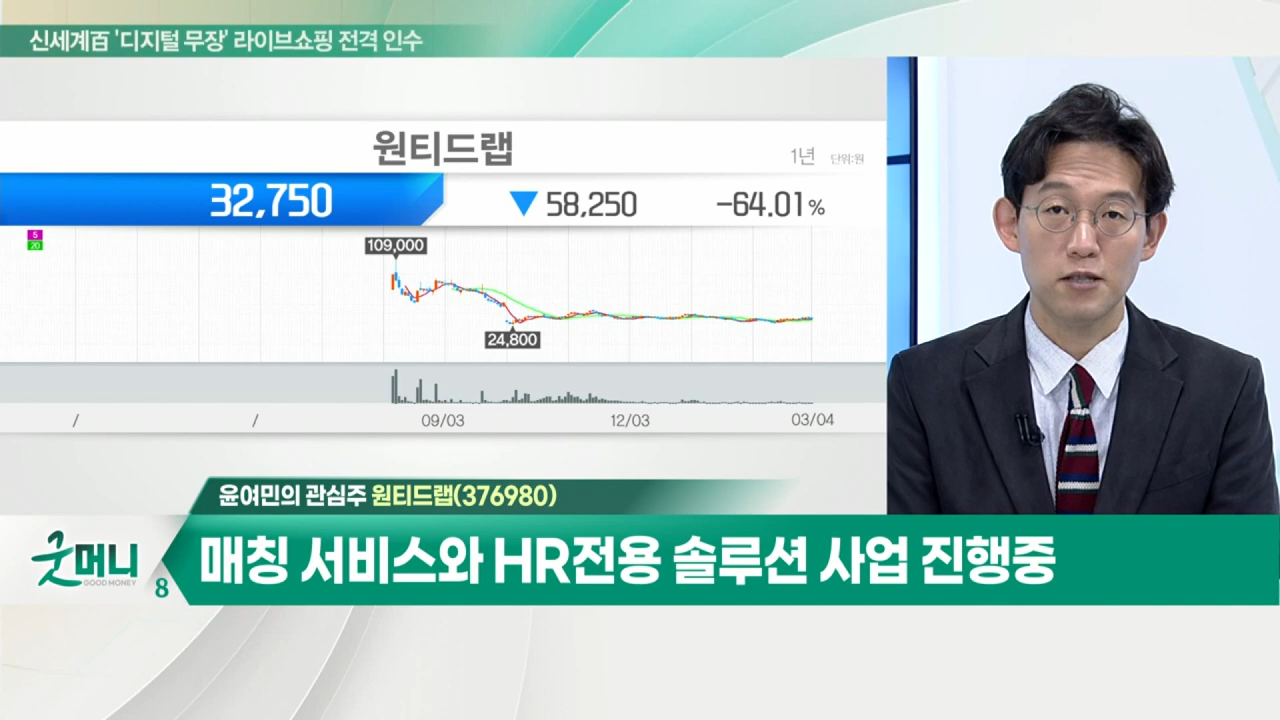 신세계百 '디지털 무장' 라이브쇼핑 전격 인수
원티드랩
1년 단위:원
32,750 ▼ 58,250 -64.01%
5
20
109,000
24,800
/ / 09/03 12/03 03/04
윤여민의 관심주 원티드랩(376980)
굿머니
GOOD MONEY
8
매칭 서비스와 HR전용 솔루션 사업 진행중